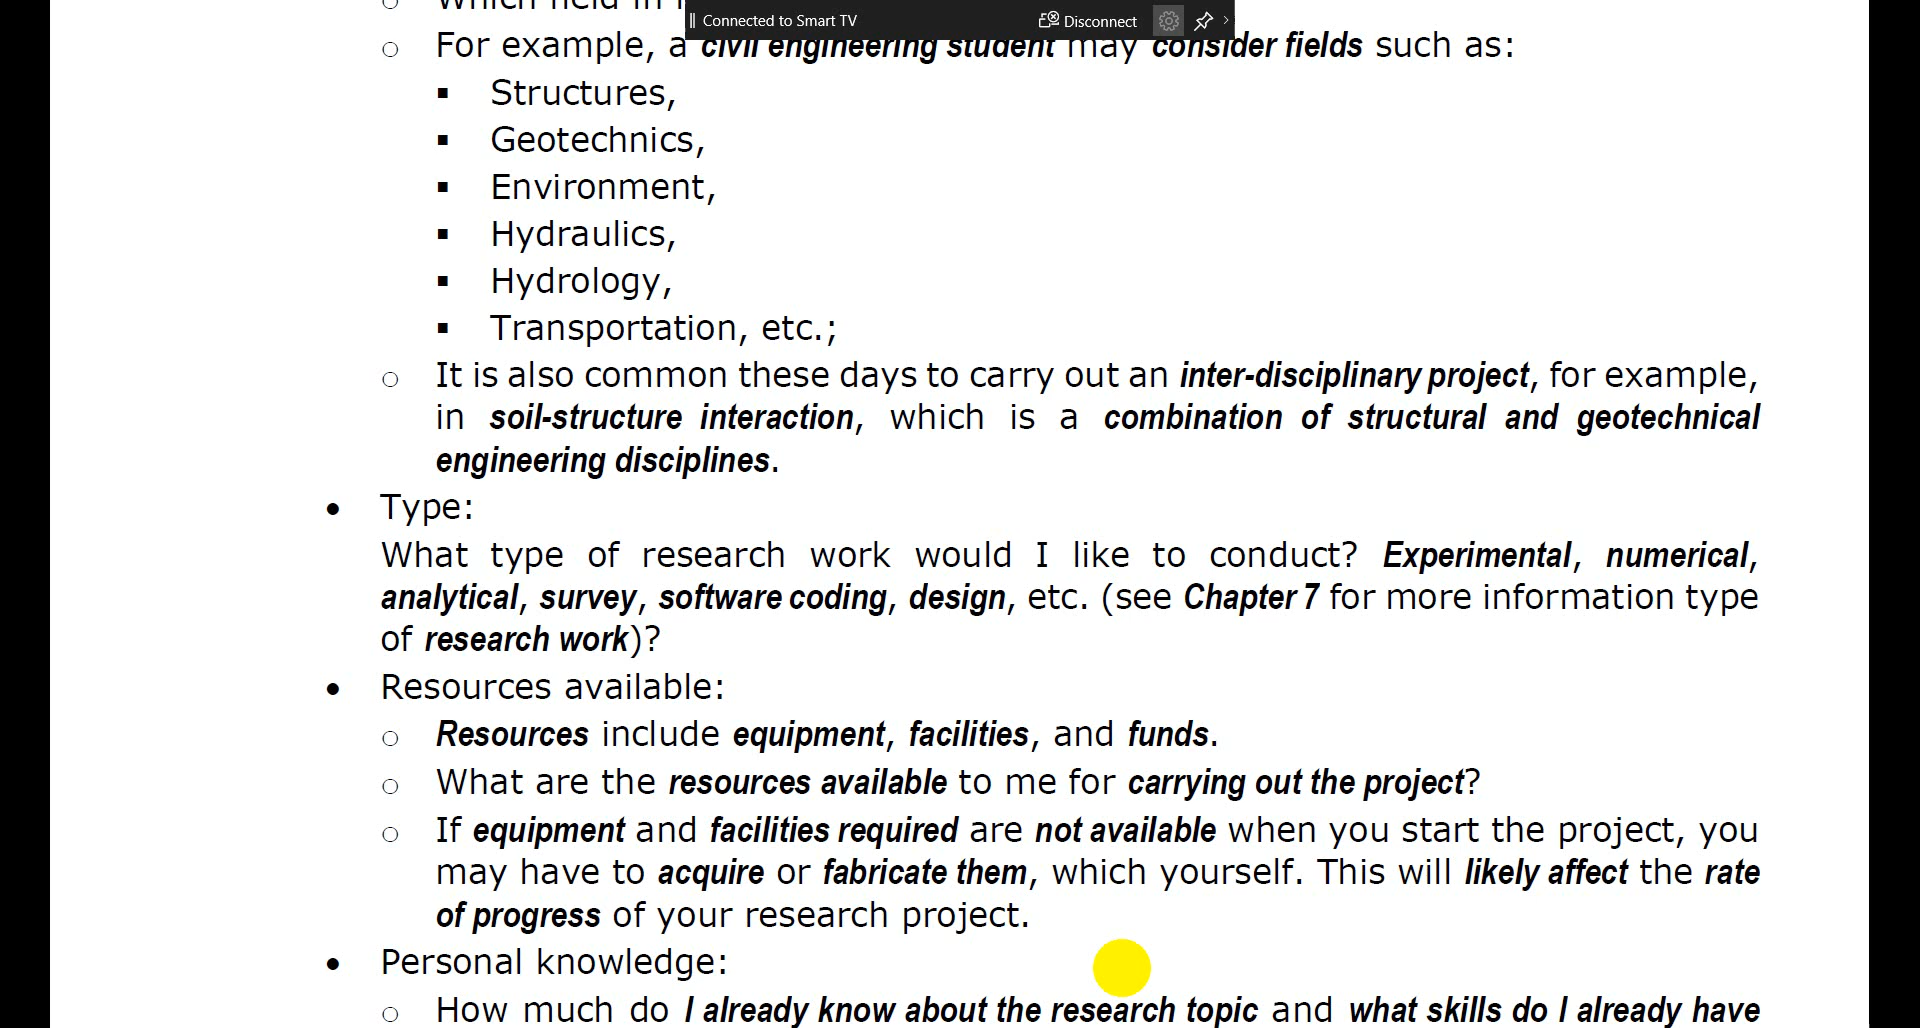 Connected to Smart TV Disconnect
For example, a civil engineering student may consider fields such as:
Structures,
Geotechnics,
Environment,
Hydraulics,
Hydrology,
Transportation, etc.;
It is also common these days to carry out an inter-disciplinary project, for example,
in soil-structure interaction, which is a combination of structural and geotechnical
engineering disciplines.
Type:
What type of research work would I like to conduct? Experimental, numerical,
analytical, survey, software coding, design, etc. (see Chapter 7 for more information type
of research work)?
Resources available:
Resources include equipment, facilities, and funds.
What are the resources available to me for carrying out the project?
If equipment and facilities required are not available when you start the project, you
may have to acquire or fabricate them, which yourself. This will likely affect the rate
of progress of your research project.
Personal knowledge:
How much do I already know about the research topic and what skills do I already have